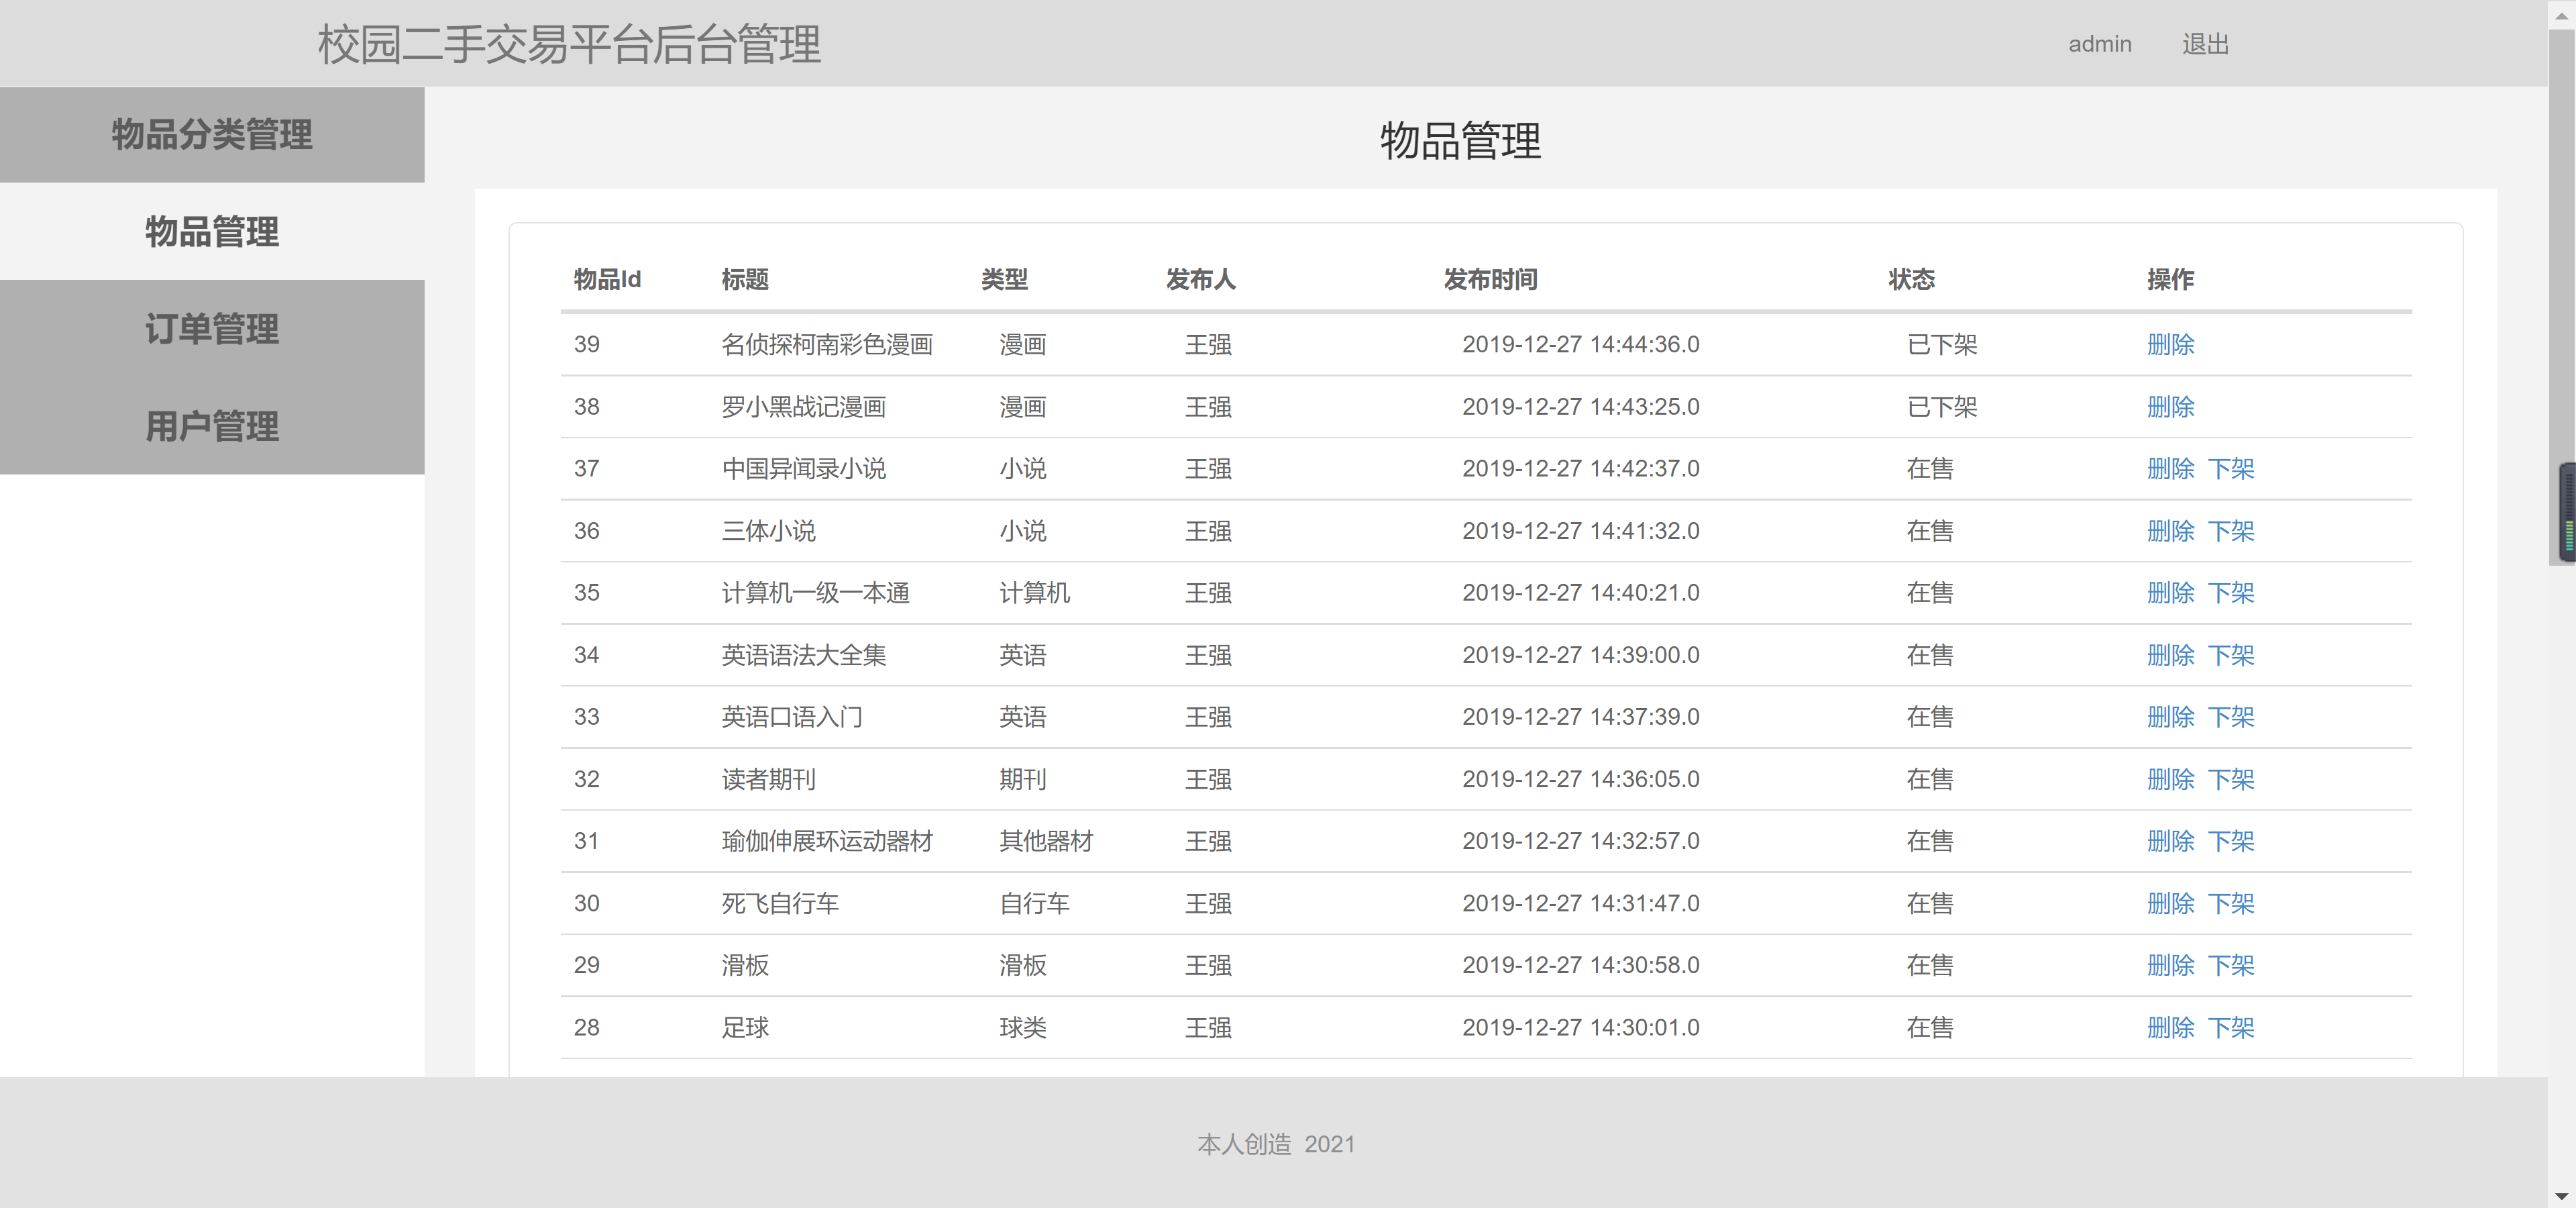 校园二手交易平台后台管理 admin 退出
物品分类管理
物品管理
订单管理
用户管理
物品管理
物品Id 标题 类型 发布人 发布时间 状态 操作
39 名侦探柯南彩色漫画 漫画 王强 2019-12-27 14:44:36.0 已下架 删除
38 罗小黑战记漫画 漫画 王强 2019-12-27 14:43:25.0 已下架 删除
37 中国异闻录小说 小说 王强 2019-12-27 14:42:37.0 在售 删除 下架
36 三体小说 小说 王强 2019-12-27 14:41:32.0 在售 删除 下架
35 计算机一级一本通 计算机 王强 2019-12-27 14:40:21.0 在售 删除 下架
34 英语语法大全集 英语 王强 2019-12-27 14:39:00.0 在售 删除 下架
33 英语口语入门 英语 王强 2019-12-27 14:37:39.0 在售 删除 下架
32 读者期刊 期刊 王强 2019-12-27 14:36:05.0 在售 删除 下架
31 瑜伽伸展环运动器材 其他器材 王强 2019-12-27 14:32:57.0 在售 删除 下架
30 死飞自行车 自行车 王强 2019-12-27 14:31:47.0 在售 删除 下架
29 滑板 滑板 王强 2019-12-27 14:30:58.0 在售 删除 下架
28 足球 球类 王强 2019-12-27 14:30:01.0 在售 删除 下架
本人创造 2021